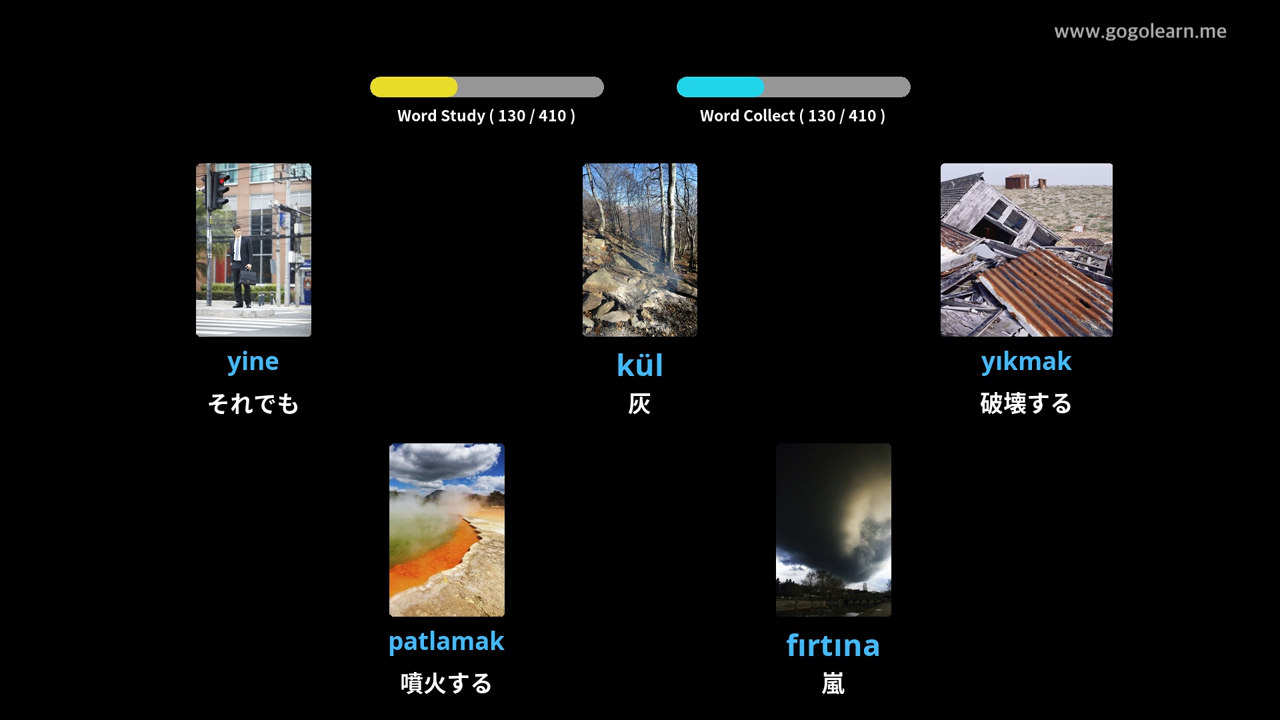 www.gogolearn.me
Word Study ( 130 / 410 )
Word Collect ( 130 / 410 )
yine
それでも
kül
灰
yıkmak
破壊する
patlamak
噴火する
fırtına
嵐